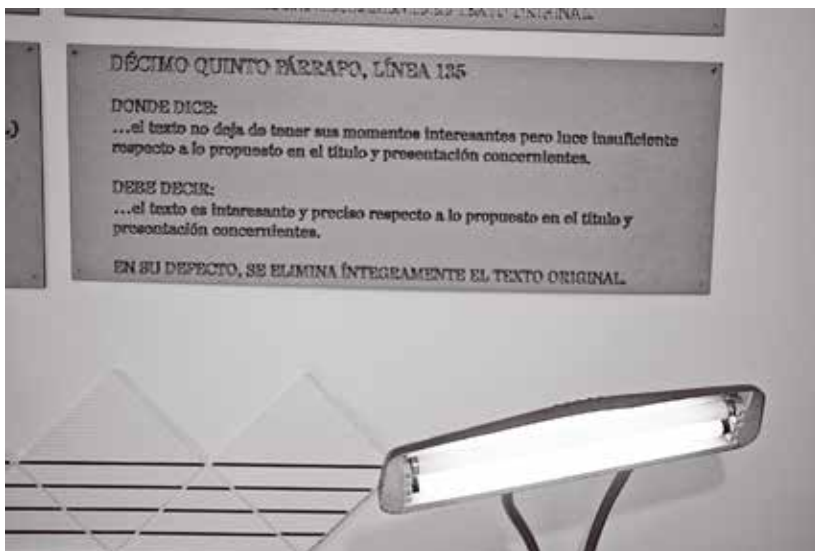 TEXTO ORIGINAL
.)
DÉCIMO QUINTO PÁRRAFO, LÍNEA 135
DONDE DICE:
...el texto no deja de tener sus momentos interesantes pero luce insuficiente
respecto a lo propuesto en el título y presentación concernientes.
DEBE DECIR:
...el texto es interesante y preciso respecto a lo propuesto en el título y
presentación concernientes.
EN SU DEFECTO, SE ELIMINA ÍNTEGRAMENTE EL TEXTO ORIGINAL.